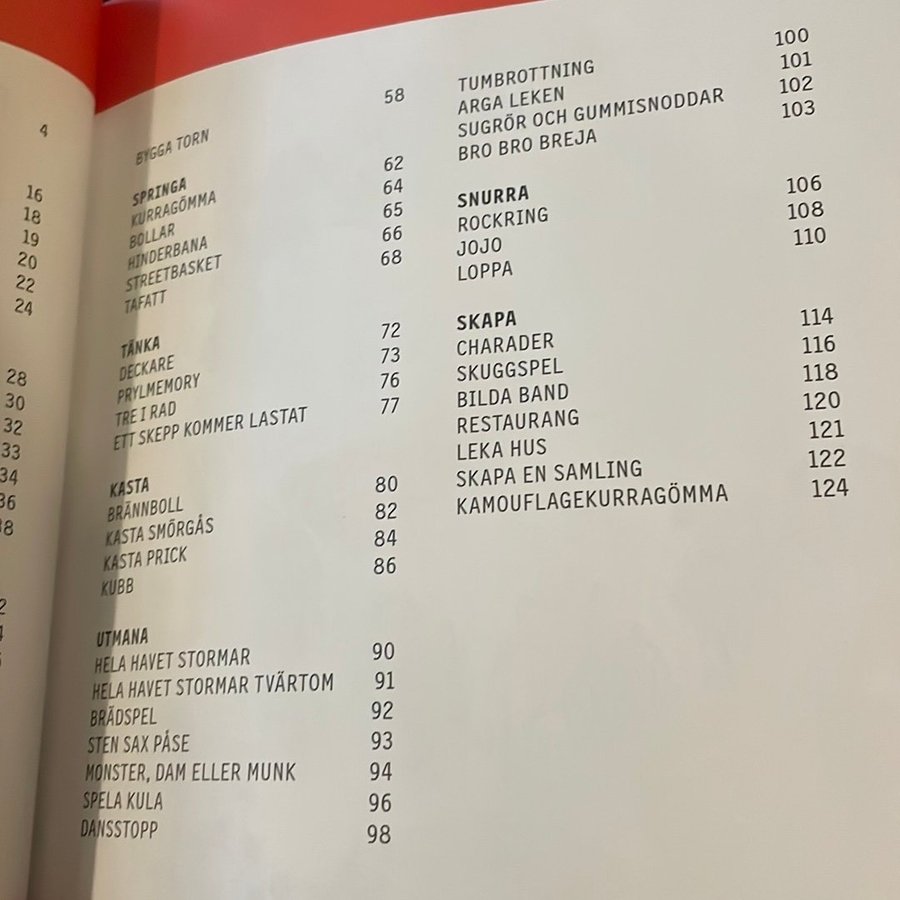 4
16
18
19
20
22
24
28
30
32
33
34
36
38
BYGGA TORN 58
SPRINGA
KURRAGÖMMA 62
BOLLAR 64
HINDERBANA 65
STREETBASKET 66
TAFATT 68
TÄNKA
DECKARE 72
PRYLMEMORY 73
TRE I RAD 76
ETT SKEPP KOMMER LASTAT 77
KASTA
BRÄNNBOLL 80
KASTA SMÖRGÅS 82
KASTA PRICK 84
KUBB 86
UTMANA
HELA HAVET STORMAR 90
HELA HAVET STORMAR TVÄRTOM 91
BRÄDSPEL 92
STEN SAX PÅSE 93
MONSTER, DAM ELLER MUNK 94
SPELA KULA 96
DANSSTOPP 98
TUMBROTTNING 100
ARGA LEKEN 101
SUGRÖR OCH GUMMISNODDAR 102
BRO BRO BREJA 103
SNURRA
ROCKRING 106
JOJO 108
LOPPA 110
SKAPA
CHARADER 114
SKUGGSPEL 116
BILDA BAND 118
RESTAURANG 120
LEKA HUS 121
SKAPA EN SAMLING 122
KAMOUFLAGEKURRAGÖMMA 124